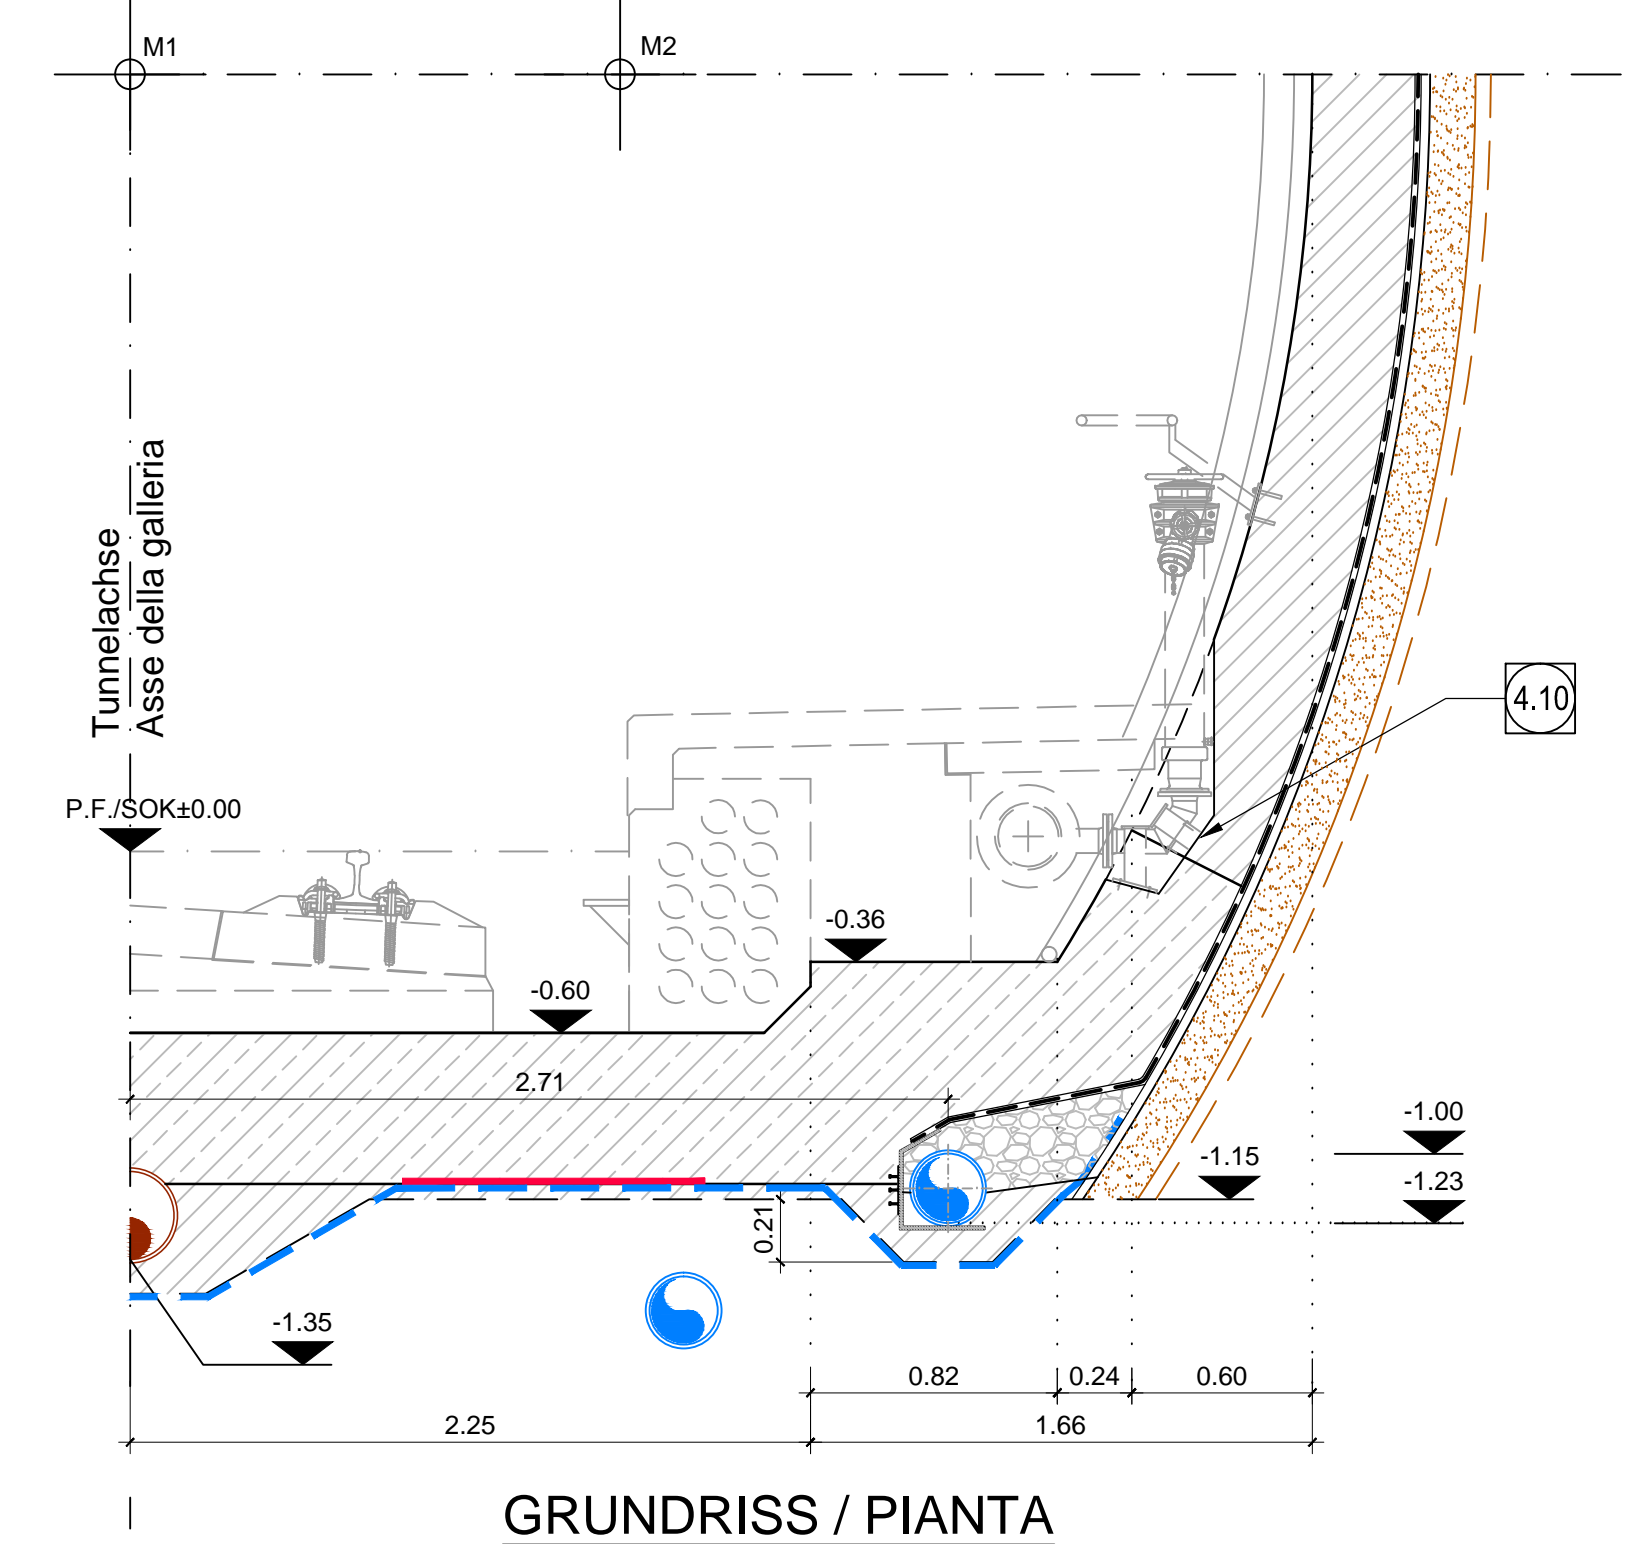 M1
M2
Tunnelachse
Asse della galleria
4.10
P.F./SOK±0.00
-0.36
-0.60
2.71
-1.00
-1.15
-1.23
0.21
-1.35
0.82
0.24
0.60
2.25
1.66
GRUNDRISS / PIANTA